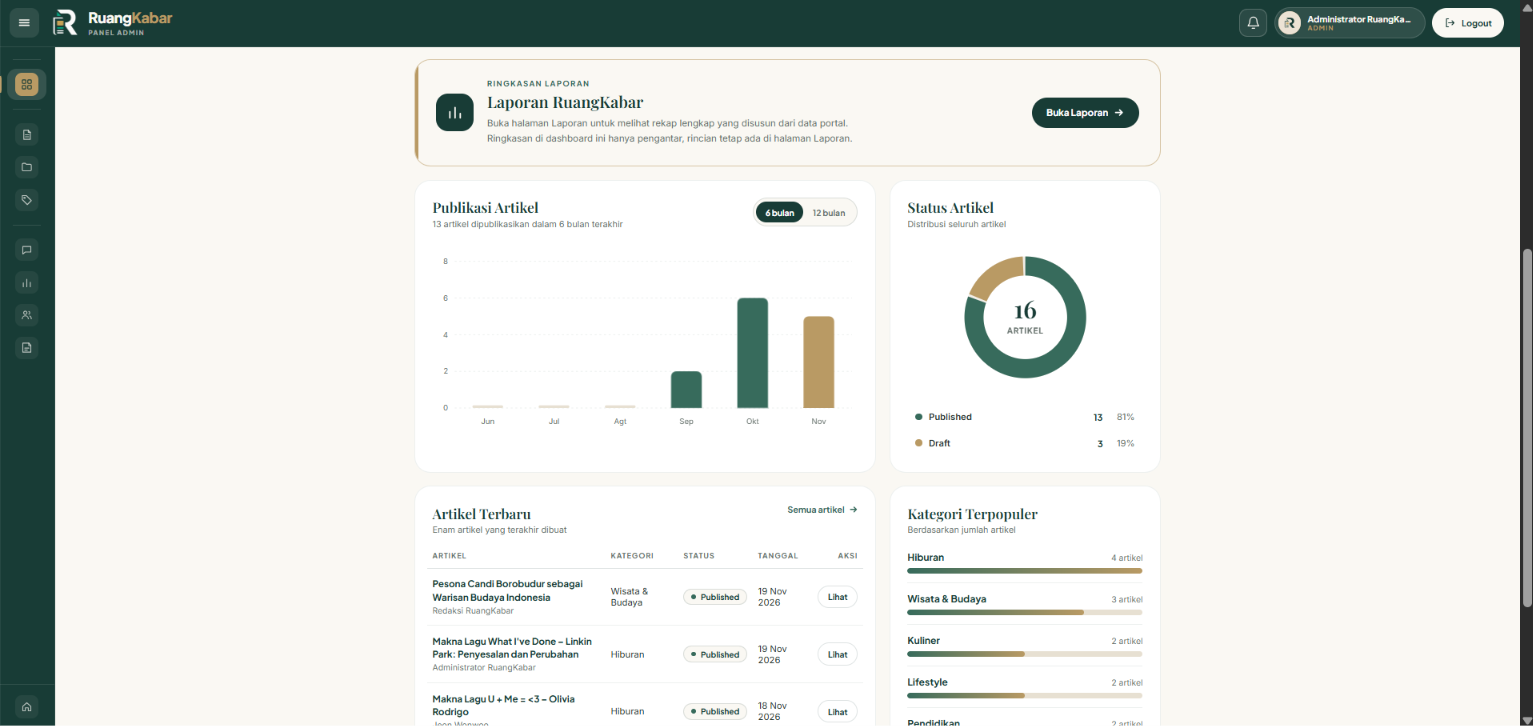 RuangKabar
PANEL ADMIN
Administrator RuangKa...
ADMIN
Logout
RINGKASAN LAPORAN
Laporan RuangKabar
Buka halaman Laporan untuk melihat rekap lengkap yang disusun dari data portal.
Ringkasan di dashboard ini hanya pengantar, rincian tetap ada di halaman Laporan.
Buka Laporan →
Publikasi Artikel
13 artikel dipublikasikan dalam 6 bulan terakhir
6 bulan
12 bulan
8
6
4
2
0
Jun
Jul
Agt
Sep
Okt
Nov
Status Artikel
Distribusi seluruh artikel
16
ARTIKEL
Published 13 81%
Draft 3 19%
Artikel Terbaru
Enam artikel yang terakhir dibuat
Semua artikel →
ARTIKEL KATEGORI STATUS TANGGAL AKSI
Pesona Candi Borobudur sebagai
Warisan Budaya Indonesia
Redaksi RuangKabar
Wisata &
Budaya
Published
19 Nov
2026
Lihat
Makna Lagu What I've Done – Linkin
Park: Penyesalan dan Perubahan
Administrator RuangKabar
Hiburan
Published
19 Nov
2026
Lihat
Makna Lagu U + Me = <3 – Olivia
Rodrigo
Hiburan
Published
18 Nov
2026
Lihat
Kategori Terpopuler
Berdasarkan jumlah artikel
Hiburan 4 artikel
Wisata & Budaya 3 artikel
Kuliner 2 artikel
Lifestyle 2 artikel
Pendidikan 2 artikel